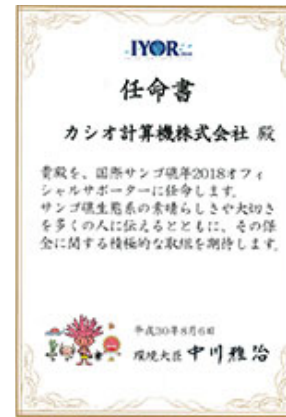 IYOR
任命書
カシオ計算機株式会社 殿
貴殿を、国際サンゴ礁年2018オフィ
シャルサポーターに任命します。
サンゴ礁生態系の素晴らしさや大切さ
を多くの人に伝えるとともに、その保
全に関する積極的な取組を期待します。
平成30年8月6日
環境大臣 中川雅治